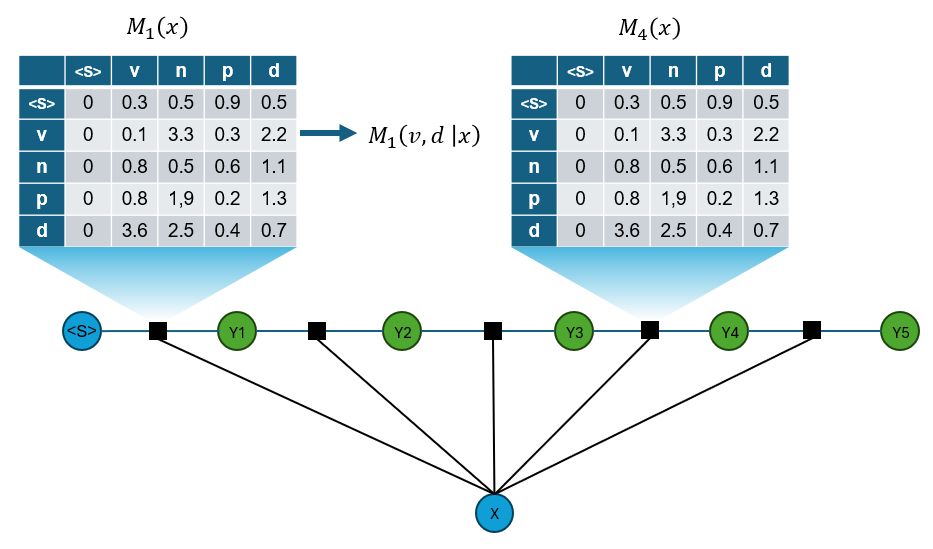 M₁(x)
<S> v n p d
<S> 0 0.3 0.5 0.9 0.5
v 0 0.1 3.3 0.3 2.2
n 0 0.8 0.5 0.6 1.1
p 0 0.8 1,9 0.2 1.3
d 0 3.6 2.5 0.4 0.7
M₁(v, d |x)
M₄(x)
<S> v n p d
<S> 0 0.3 0.5 0.9 0.5
v 0 0.1 3.3 0.3 2.2
n 0 0.8 0.5 0.6 1.1
p 0 0.8 1,9 0.2 1.3
d 0 3.6 2.5 0.4 0.7
<S> Y1 Y2 Y3 Y4 Y5
X